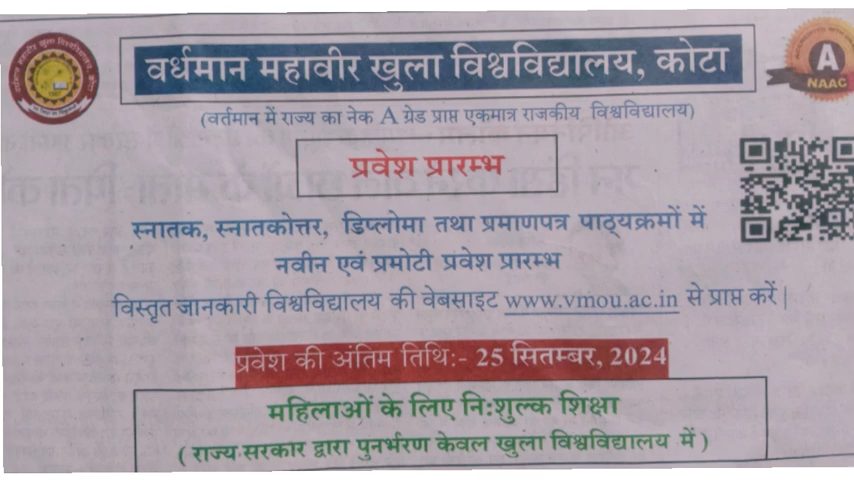 वर्धमान महावीर खुला विश्वविद्यालय, कोटा
A
NAAC
(वर्तमान में राज्य का नेक A ग्रेड प्राप्त एकमात्र राजकीय विश्वविद्यालय)
प्रवेश प्रारम्भ
स्नातक, स्नातकोत्तर, डिप्लोमा तथा प्रमाणपत्र पाठ्यक्रमों में
नवीन एवं प्रमोटी प्रवेश प्रारम्भ
विस्तृत जानकारी विश्वविद्यालय की वेबसाइट www.vmou.ac.in से प्राप्त करें|
प्रवेश की अंतिम तिथि:- 25 सितम्बर, 2024
महिलाओं के लिए नि:शुल्क शिक्षा
( राज्य सरकार द्वारा पुनर्भरण केवल खुला विश्वविद्यालय में )